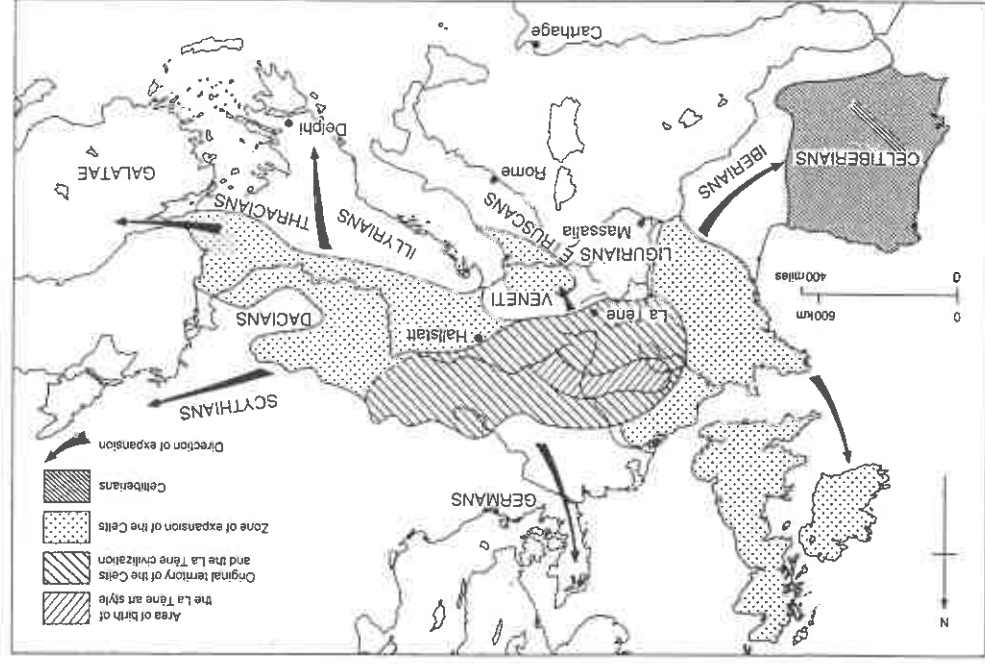 N
Area of birth of
the La Tène art style
Original territory of the Celts
and the La Tène civilization
Zone of expansion of the Celts
Celtiberians
Direction of expansion
GERMANS
SCYTHIANS
Hallstatt
DACIANS
La Tène
0 600km
0 400miles
VENETI
LIGURIANS
Massalia
ETRUSCANS
ILLYRIANS
THRACIANS
GALATAE
CELTIBERIANS
IBERIANS
Rome
Delphi
Carthage